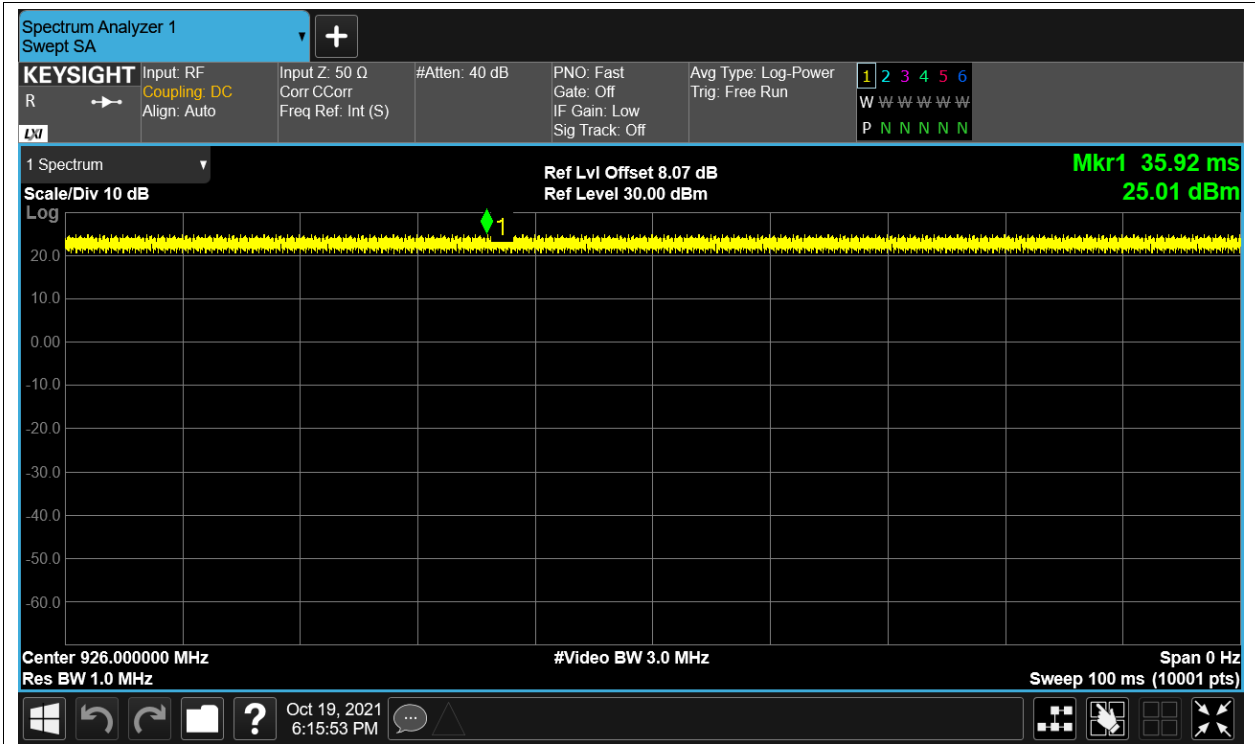 Spectrum Analyzer 1
Swept SA
+
KEYSIGHT
R
LXI
Input: RF
Coupling: DC
Align: Auto
Input Z: 50 Ω
Corr CCorr
Freq Ref: Int (S)
#Atten: 40 dB
PNO: Fast
Gate: Off
IF Gain: Low
Sig Track: Off
Avg Type: Log-Power
Trig: Free Run
1 2 3 4 5 6
W W W W W W
P N N N N N
1 Spectrum
Scale/Div 10 dB
Ref Lvl Offset 8.07 dB
Ref Level 30.00 dBm
Mkr1 35.92 ms
25.01 dBm
Log
1
20.0
10.0
0.00
-10.0
-20.0
-30.0
-40.0
-50.0
-60.0
Center 926.000000 MHz
Res BW 1.0 MHz
#Video BW 3.0 MHz
Span 0 Hz
Sweep 100 ms (10001 pts)
?
Oct 19, 2021
6:15:53 PM